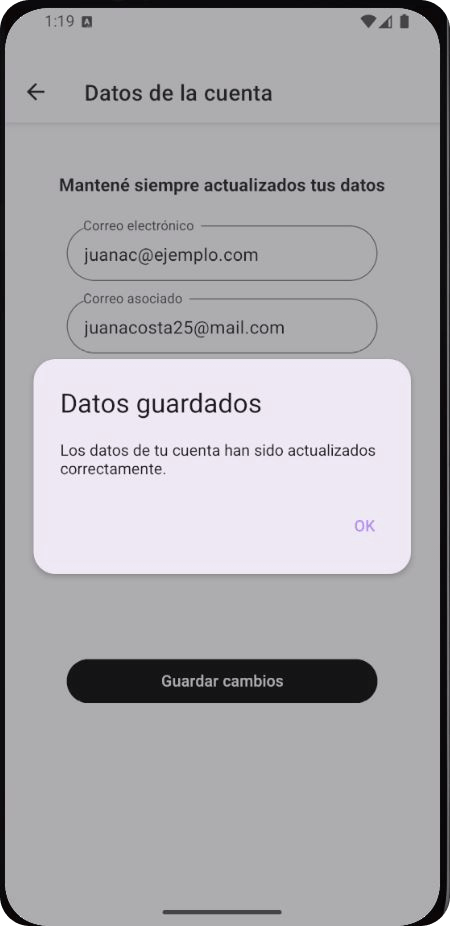 1:19 A
Datos de la cuenta
Mantené siempre actualizados tus datos
Correo electrónico
juanac@ejemplo.com
Correo asociado
juanacosta25@mail.com
Datos guardados
Los datos de tu cuenta han sido actualizados
correctamente.
OK
Guardar cambios